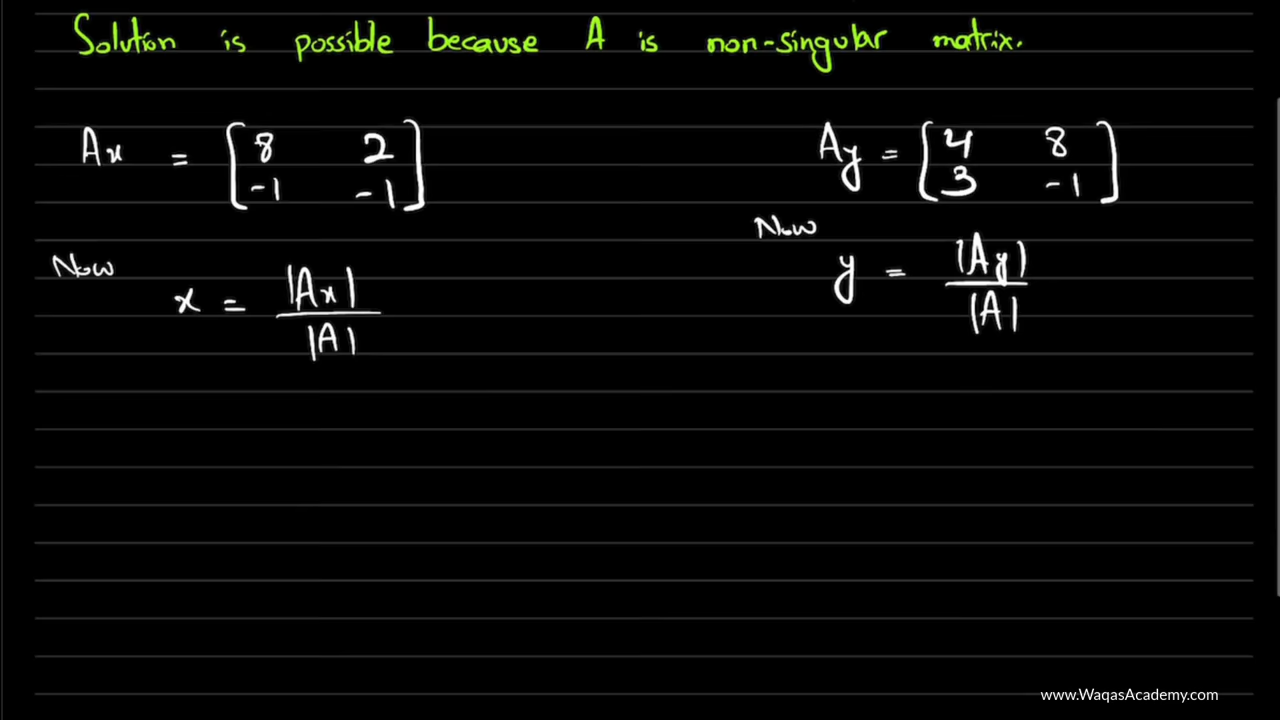 Solution is possible because A is non-singular matrix.
Ax = [8 2
-1 -1]
Ay = [4 8
3 -1]
Now
x = |Ax|
|A|
Now
y = |Ay|
|A|
www.WaqasAcademy.com